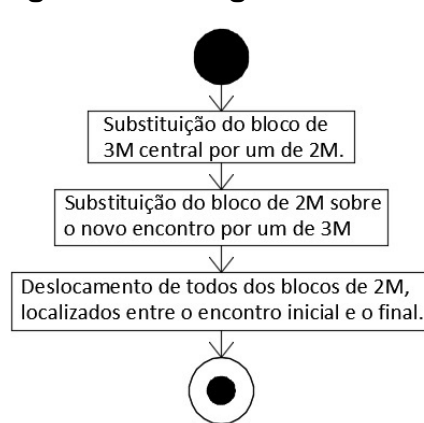 Substituição do bloco de
3M central por um de 2M.
Substituição do bloco de 2M sobre
o novo encontro por um de 3M
Deslocamento de todos dos blocos de 2M,
localizados entre o encontro inicial e o final.